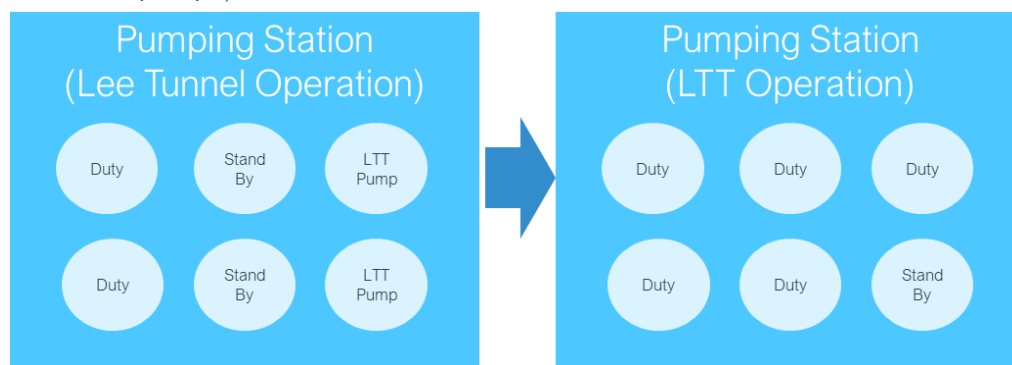 Pumping Station
(Lee Tunnel Operation)
Duty
Stand
By
LTT
Pump
Duty
Stand
By
LTT
Pump
Pumping Station
(LTT Operation)
Duty
Duty
Duty
Duty
Duty
Stand
By